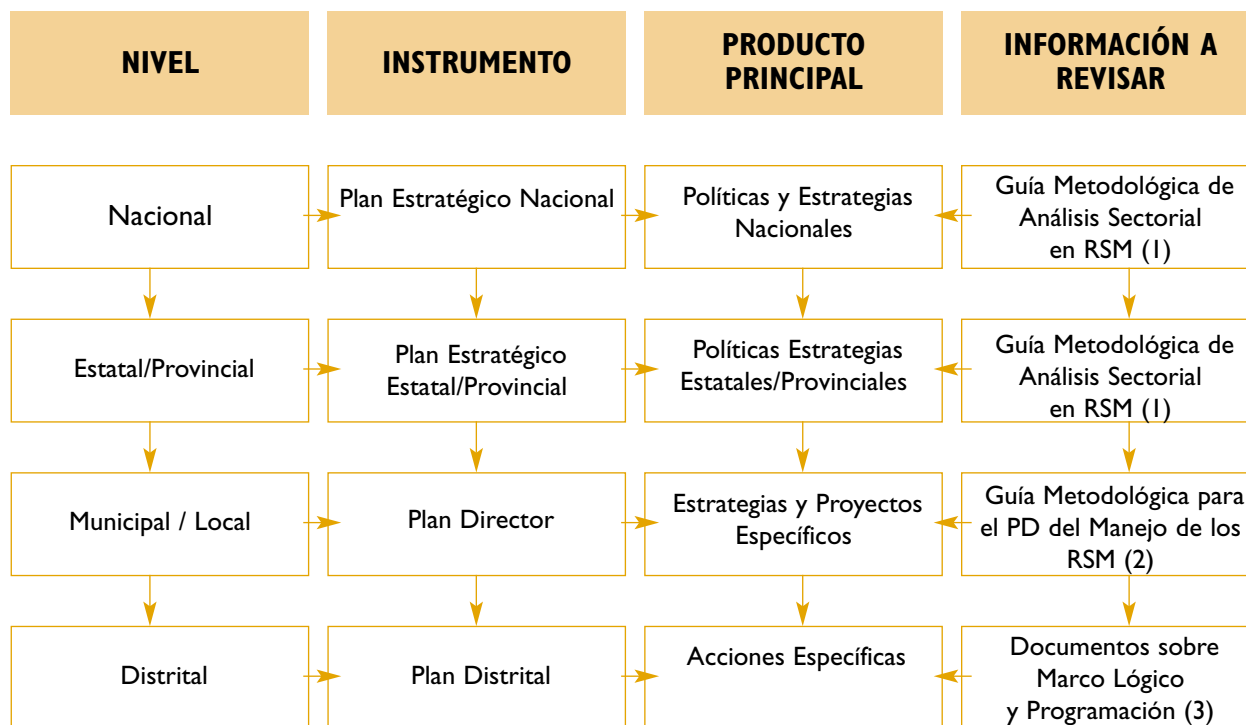 NIVEL
INSTRUMENTO
PRODUCTO
PRINCIPAL
INFORMACIÓN A
REVISAR
Nacional
Plan Estratégico Nacional
Políticas y Estrategias
Nacionales
Guía Metodológica de
Análisis Sectorial
en RSM (1)
Estatal/Provincial
Plan Estratégico
Estatal/Provincial
Políticas Estrategias
Estatales/Provinciales
Guía Metodológica de
Análisis Sectorial
en RSM (1)
Municipal / Local
Plan Director
Estrategias y Proyectos
Específicos
Guía Metodológica para
el PD del Manejo de los
RSM (2)
Distrital
Plan Distrital
Acciones Específicas
Documentos sobre
Marco Lógico
y Programación (3)